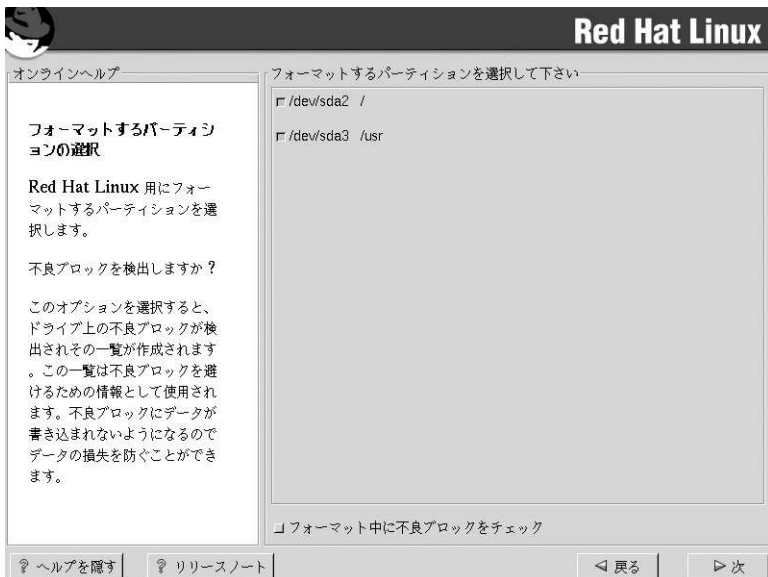 Red Hat Linux
オンラインヘルプ
フォーマットするパーティシ
ョンの選択
Red Hat Linux 用にフォー
マットするパーティションを選
択します。
不良ブロックを検出しますか?
このオプションを選択すると、
ドライブ上の不良ブロックが検
出されその一覧が作成されます
。この一覧は不良ブロックを避
けるための情報として使用され
ます。不良ブロックにデータが
書き込まれないようになるので
データの損失を防ぐことができ
ます。
フォーマットするパーティションを選択して下さい
/dev/sda2 /
/dev/sda3 /usr
フォーマット中に不良ブロックをチェック
? ヘルプを隠す
? リリースノート
戻る
次